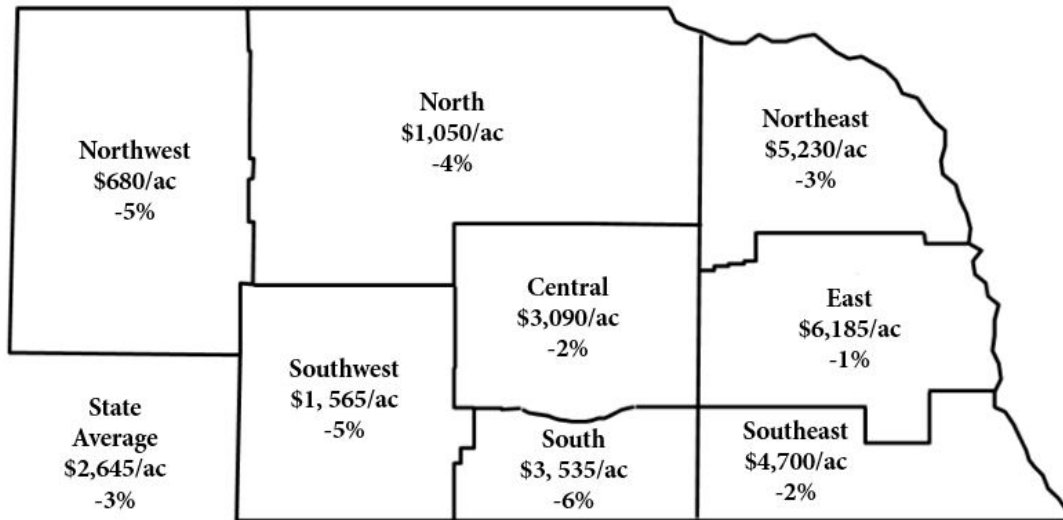 North
$1,050/ac
-4%
Northeast
$5,230/ac
-3%
Northwest
$680/ac
-5%
Central
$3,090/ac
-2%
East
$6,185/ac
-1%
Southwest
$1, 565/ac
-5%
State
Average
$2,645/ac
-3%
South
$3, 535/ac
-6%
Southeast
$4,700/ac
-2%